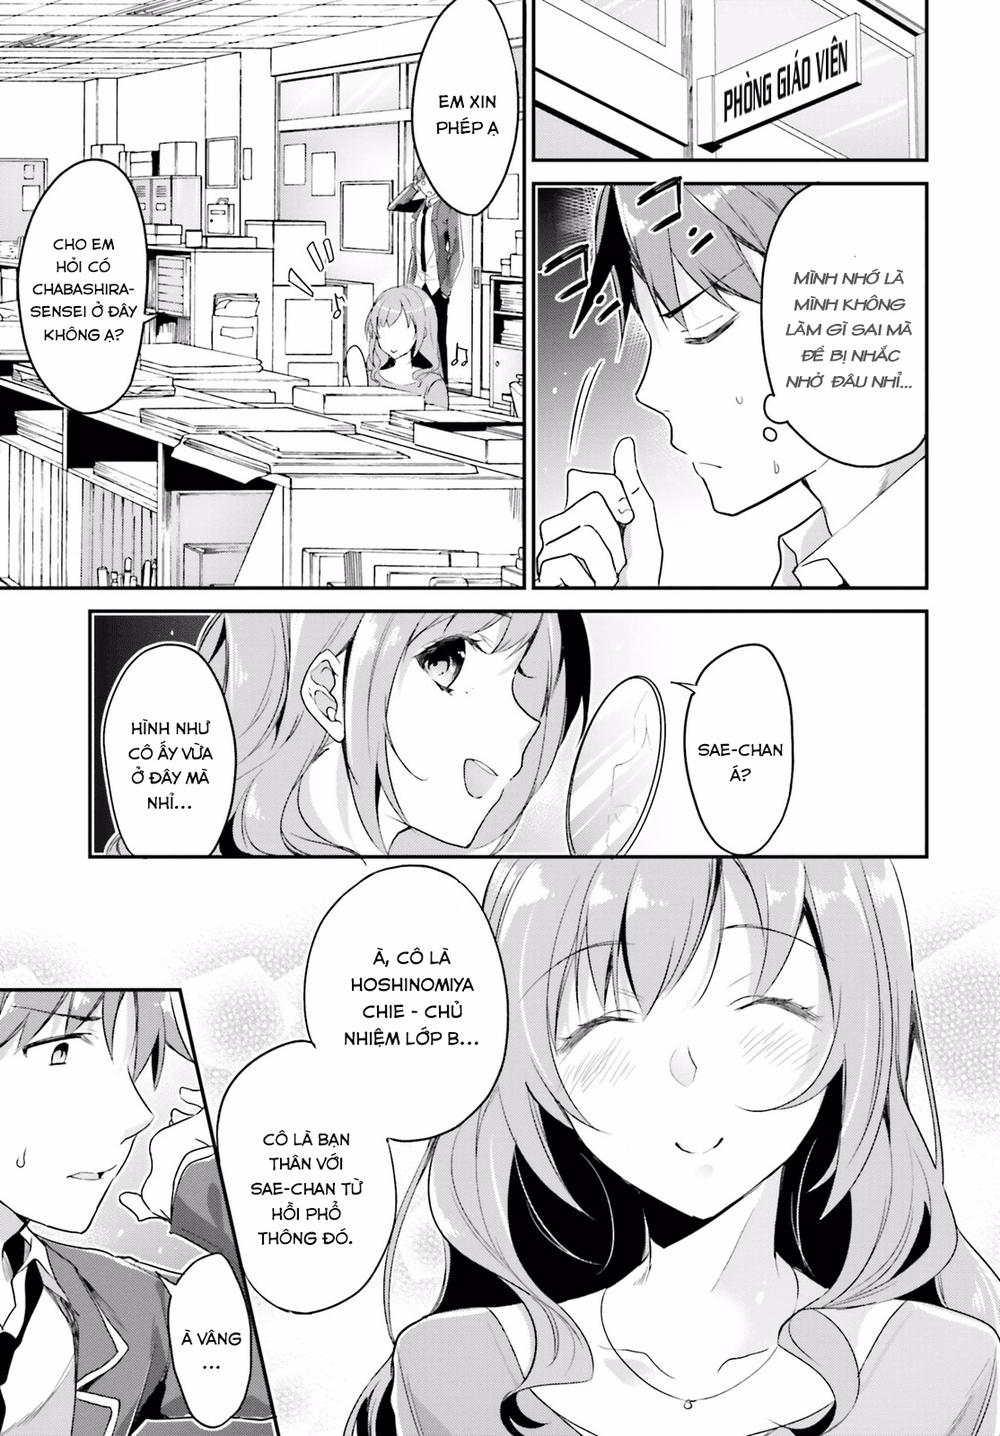 PHÒNG GIÁO VIÊN
MÌNH NHỚ LÀ
MÌNH KHÔNG
LÀM GÌ SAI MÀ
ĐỂ BỊ NHẮC
NHỞ ĐÂU NHỈ...
EM XIN
PHÉP Ạ
CHO EM
HỎI CÓ
CHABASHIRA-
SENSEI Ở ĐÂY
KHÔNG Ạ?
SAE-CHAN
Á?
HÌNH NHƯ
CÔ ẤY VỪA
Ở ĐÂY MÀ
NHỈ...
À, CÔ LÀ
HOSHINOMIYA
CHIE - CHỦ
NHIỆM LỚP B...
CÔ LÀ BẠN
THÂN VỚI
SAE-CHAN TỪ
HỒI PHỔ
THÔNG ĐÓ.
À VÂNG
...